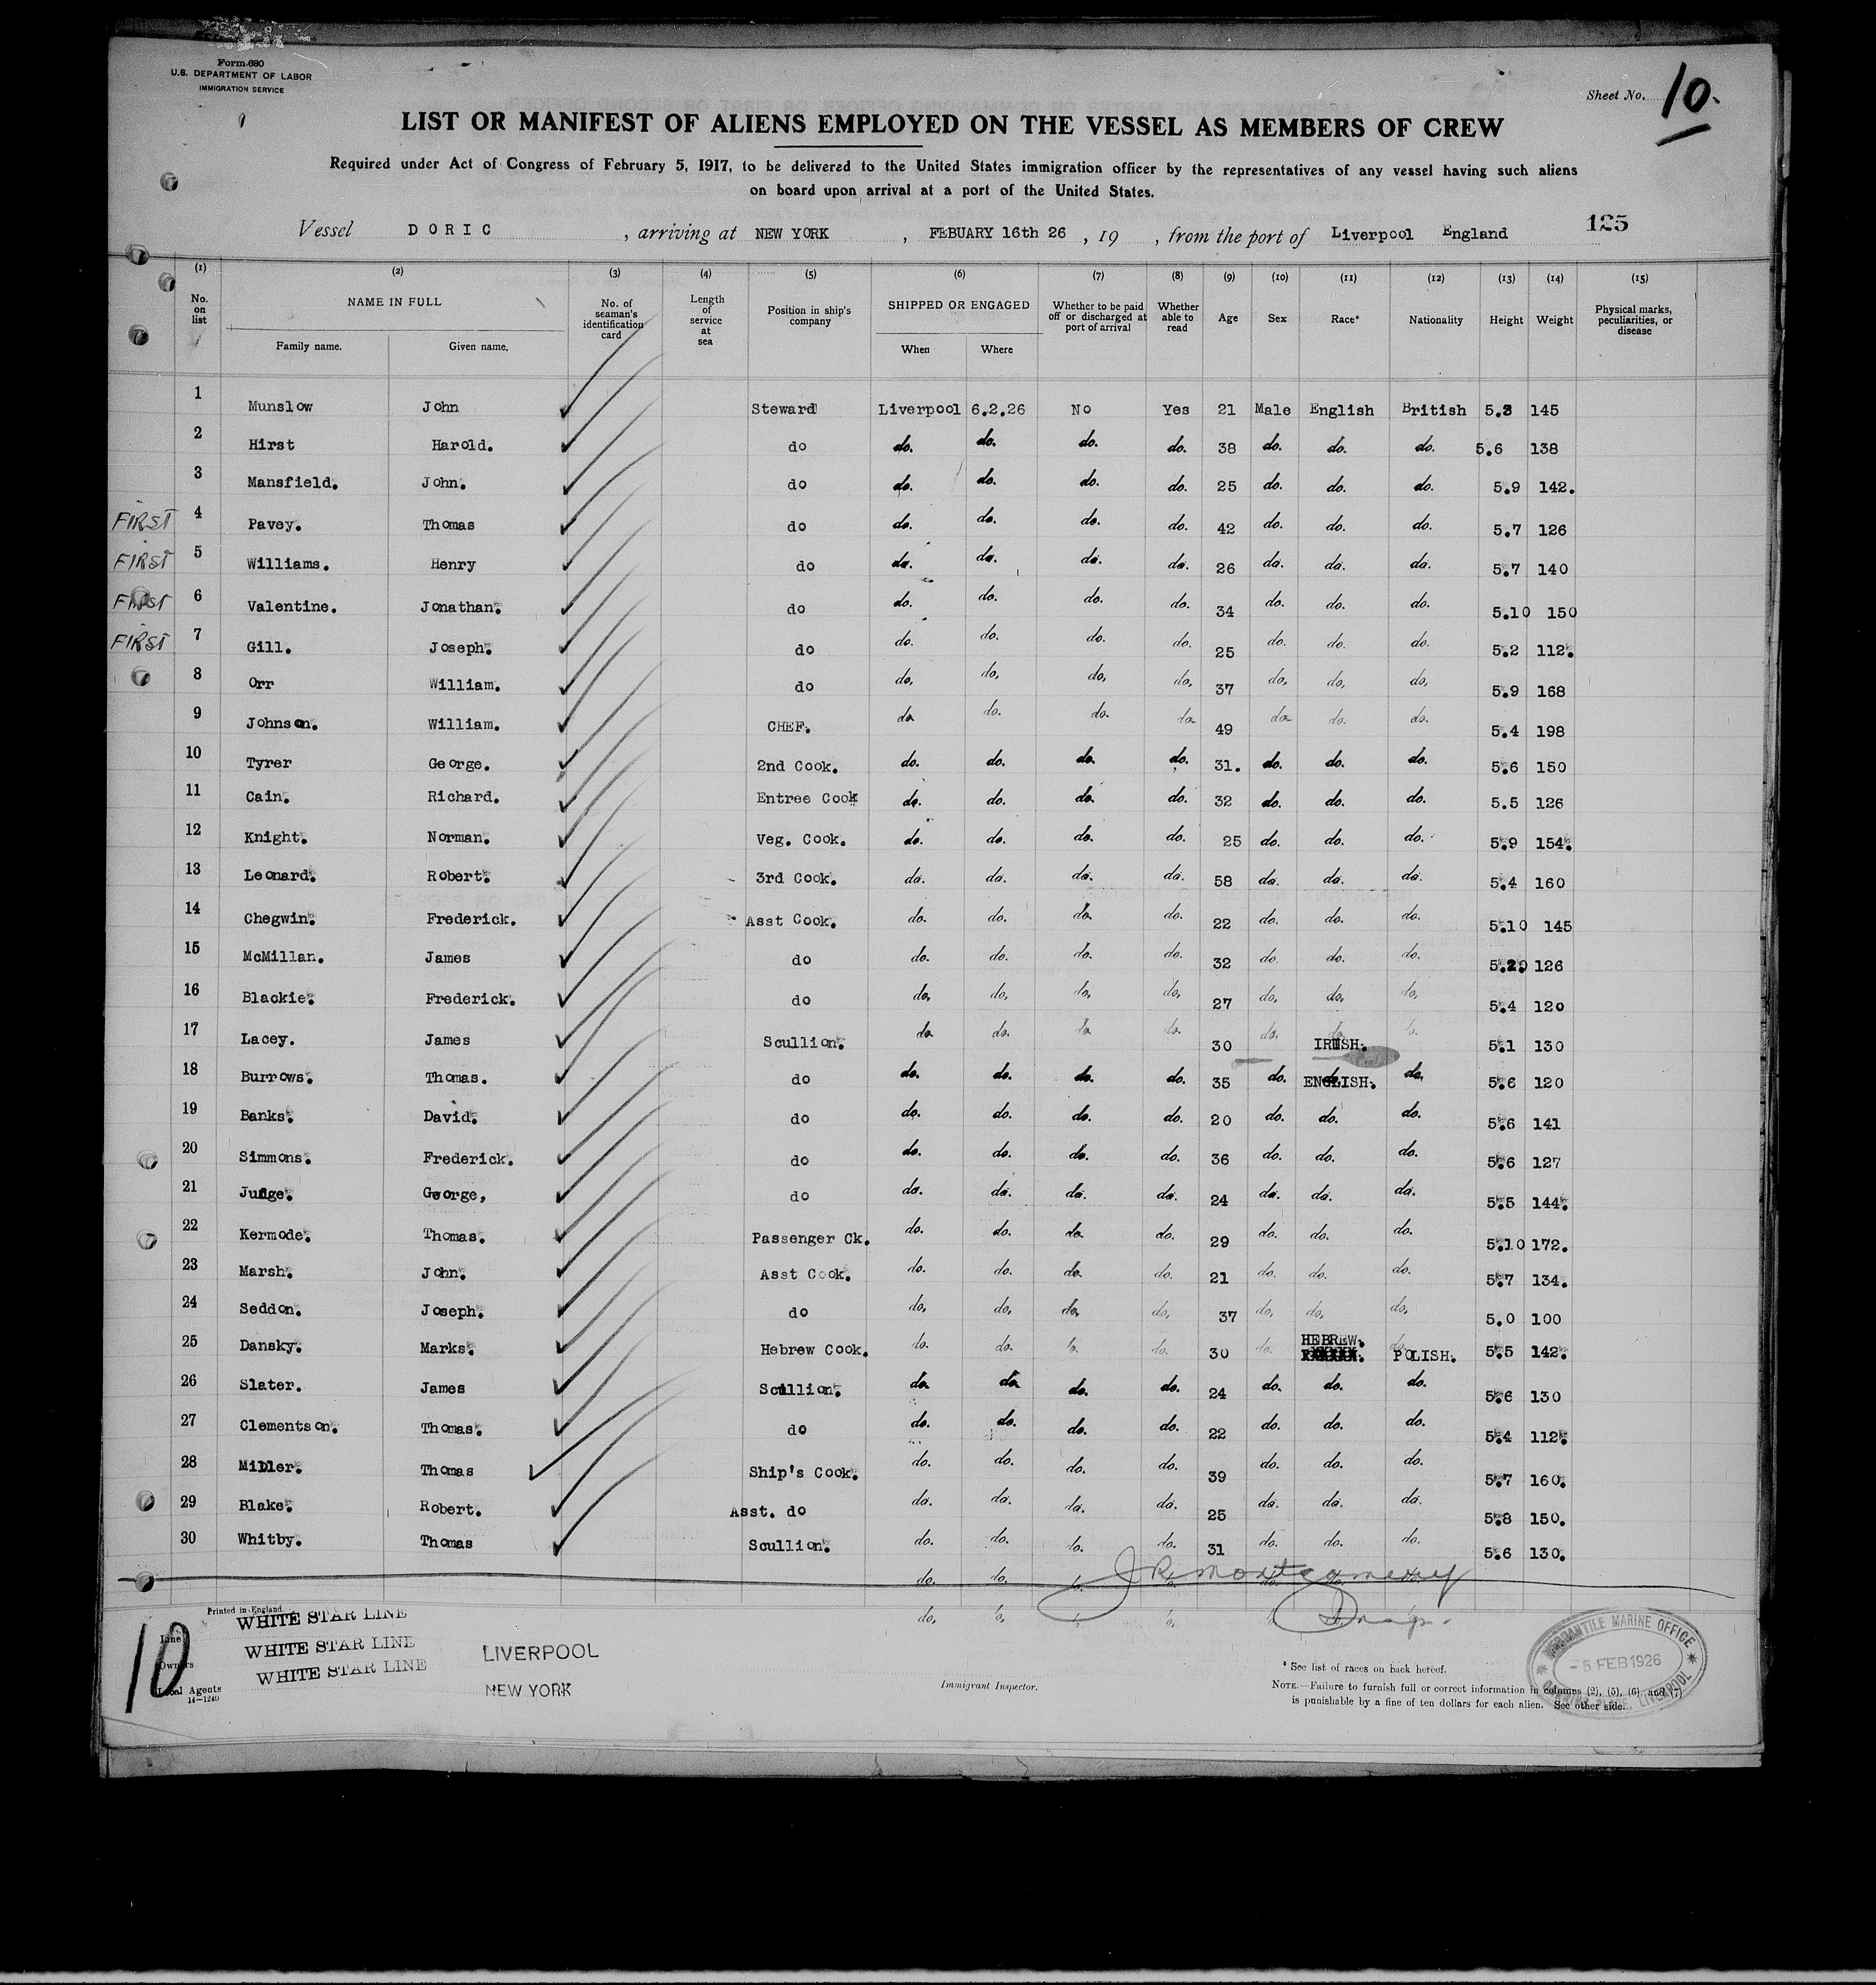 Form 680
U.S. DEPARTMENT OF LABOR
IMMIGRATION SERVICE
Sheet No. 10.
LIST OR MANIFEST OF ALIENS EMPLOYED ON THE VESSEL AS MEMBERS OF CREW
Required under Act of Congress of February 5, 1917, to be delivered to the United States immigration officer by the representatives of any vessel having such aliens
on board upon arrival at a port of the United States.
Vessel DORIC , arriving at NEW YORK , FEBUARY 16th 26 , 19 , from the port of Liverpool England 125
(1) (2) (3) (4) (5) (6) (7) (8) (9) (10) (11) (12) (13) (14) (15)
No. on list NAME IN FULL Family name. Given name. No. of seaman's identification card Length of service at sea Position in ship's company SHIPPED OR ENGAGED When Where Whether to be paid off or discharged at port of arrival Whether able to read Age Sex Race* Nationality Height Weight Physical marks, peculiarities, or disease
1 Munslow John Steward Liverpool 6.2.26 No Yes 21 Male English British 5.8 145
2 Hirst Harold. do do. do. do. do. 38 do. do. do. 5.6 138
3 Mansfield. John. do do. do. do. do. 25 do. do. do. 5.9 142.
FIRST 4 Pavey. Thomas do do. do. do. do. 42 do. do. do. 5.7 126
FIRST 5 Williams. Henry do do. do. do. do. 26 do. do. do. 5.7 140
FIRST 6 Valentine. Jonathan. do do. do. do. do. 34 do. do. do. 5.10 150
FIRST 7 Gill. Joseph. do do. do. do. do. 25 do. do. do. 5.2 112.
8 Orr William. do do. do. do. do. 37 do. do. do. 5.9 168
9 Johnson. William. CHEF. do do. do. do 49 do do. do. 5.4 198
10 Tyrer George. 2nd Cook. do. do. do. do. 31. do. do. do. 5.6 150
11 Cain. Richard. Entree Cook do. do. do. do. 32 do. do. do. 5.5 126
12 Knight. Norman. Veg. Cook. do. do. do. do. 25 do. do. do. 5.9 154.
13 Leonard. Robert. 3rd Cook. do. do. do. do. 58 do. do. do. 5.4 160
14 Chegwin. Frederick. Asst Cook. do. do. do. do. 22 do. do. do. 5.10 145
15 McMillan. James do do. do. do. do. 32 do. do. do. 5. 126
16 Blackie. Frederick. do do. do. do. do. 27 do. do. do. 5.4 120
17 Lacey. James Scullion. do do. do do. 30 do. IRISH. do. 5.1 130
18 Burrows. Thomas. do do. do. do. do. 35 do. ENGLISH. do. 5.6 120
19 Banks. David. do do. do. do. do. 20 do. do. do. 5.6 141
20 Simmons. Frederick. do do. do. do. do. 36 do. do. do. 5.6 127
21 Judge. George, do do. do. do. do. 24 do. do. do. 5.5 144.
22 Kermode. Thomas. Passenger Ck. do. do. do do. 29 do. do. do. 5.10 172.
23 Marsh. John. Asst Cook. do. do. do. do. 21 do. do. do. 5.7 134.
24 Seddon. Joseph. do do. do. do. do. 37 do. do. do. 5.0 100
25 Dansky. Marks. Hebrew Cook. do. do. do. do. 30 do. HEBREW. POLISH. 5.5 142.
26 Slater. James Scullion. do do do. do. 24 do. do. do. 5.6 130
27 Clementson. Thomas. do do. do. do. do. 22 do. do. do. 5.4 112.
28 Miller. Thomas Ship's Cook. do. do. do. do. 39 do. do. do. 5.7 160.
29 Blake. Robert. Asst. do do. do. do. do. 25 do. do. do. 5.8 150.
30 Whitby. Thomas Scullion. do. do. do. do. 31 do. do. do. 5.6 130.
do. do. do. do. do. do. do.
J R Montgomery
do. do.
Printed in England.
10
Line WHITE STAR LINE
Owners WHITE STAR LINE LIVERPOOL
Local Agents WHITE STAR LINE NEW YORK
14—1240
Immigrant Inspector.
* See list of races on back hereof.
NOTE.—Failure to furnish full or correct information in columns (2), (5), (6) and (7)
is punishable by a fine of ten dollars for each alien. See other side.
MERCANTILE MARINE OFFICE
- 5 FEB 1926
LIVERPOOL